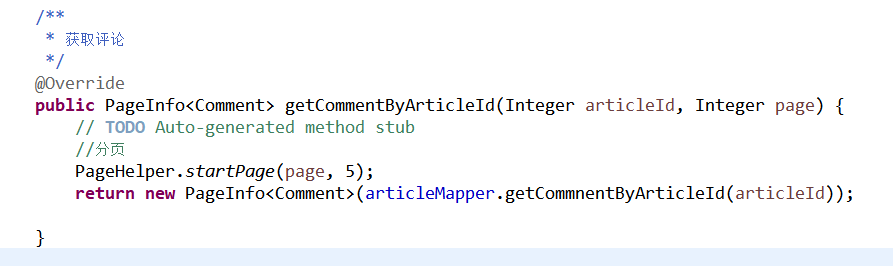 /**
 * 获取评论
 */
@Override
public PageInfo<Comment> getCommentByArticleId(Integer articleId, Integer page) {
    // TODO Auto-generated method stub
    //分页
    PageHelper.startPage(page, 5);
    return new PageInfo<Comment>(articleMapper.getCommnentByArticleId(articleId));
}